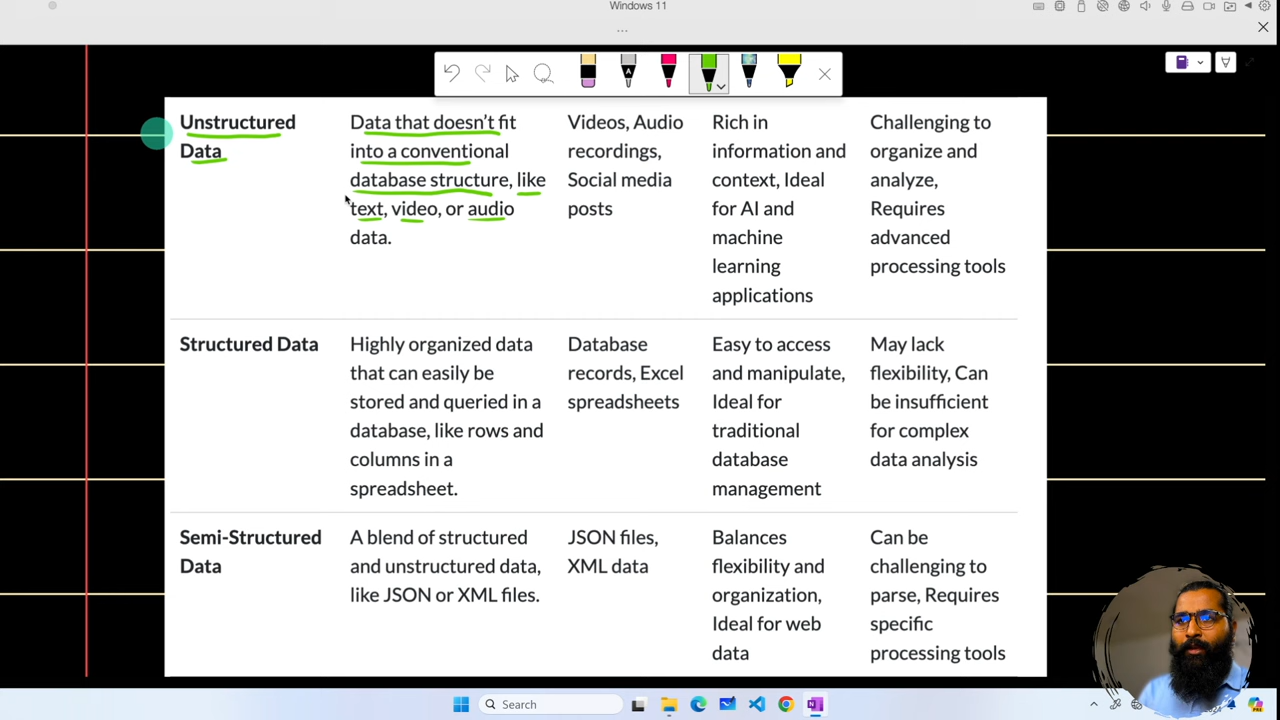 Windows 11
Unstructured
Data
Data that doesn't fit
into a conventional
database structure, like
text, video, or audio
data.
Videos, Audio
recordings,
Social media
posts
Rich in
information and
context, Ideal
for AI and
machine
learning
applications
Challenging to
organize and
analyze,
Requires
advanced
processing tools
Structured Data
Highly organized data
that can easily be
stored and queried in a
database, like rows and
columns in a
spreadsheet.
Database
records, Excel
spreadsheets
Easy to access
and manipulate,
Ideal for
traditional
database
management
May lack
flexibility, Can
be insufficient
for complex
data analysis
Semi-Structured
Data
A blend of structured
and unstructured data,
like JSON or XML files.
JSON files,
XML data
Balances
flexibility and
organization,
Ideal for web
data
Can be
challenging to
parse, Requires
specific
processing tools
Search